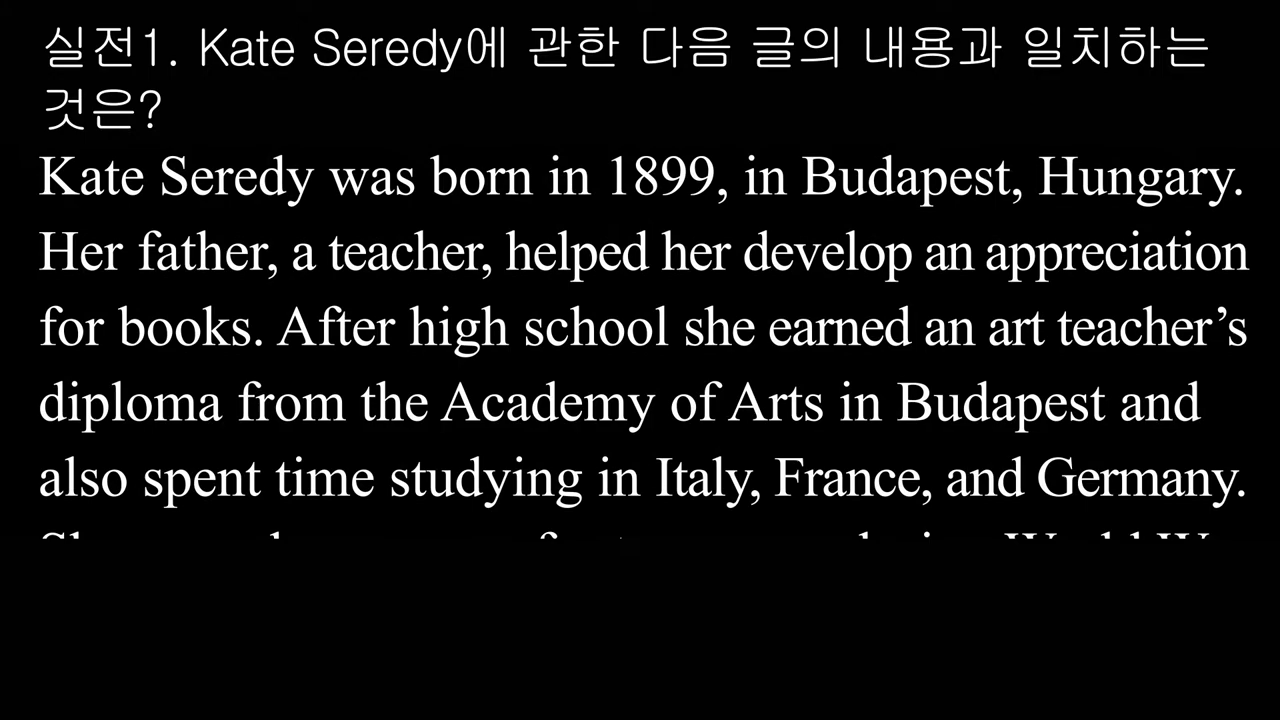 실전1. Kate Seredy에 관한 다음 글의 내용과 일치하는
것은?
Kate Seredy was born in 1899, in Budapest, Hungary.
Her father, a teacher, helped her develop an appreciation
for books. After high school she earned an art teacher’s
diploma from the Academy of Arts in Budapest and
also spent time studying in Italy, France, and Germany.